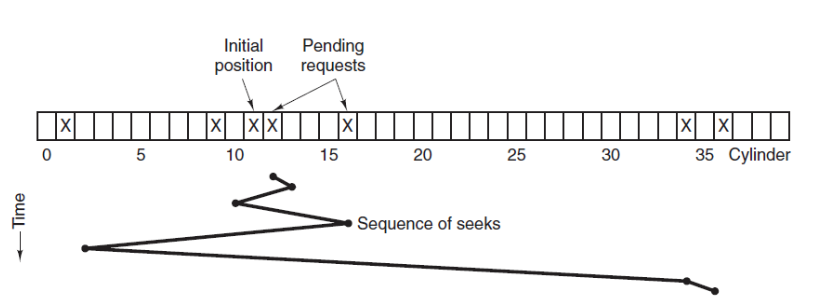 Initial
position
Pending
requests
X X X X X X X
0 5 10 15 20 25 30 35 Cylinder
Time
Sequence of seeks